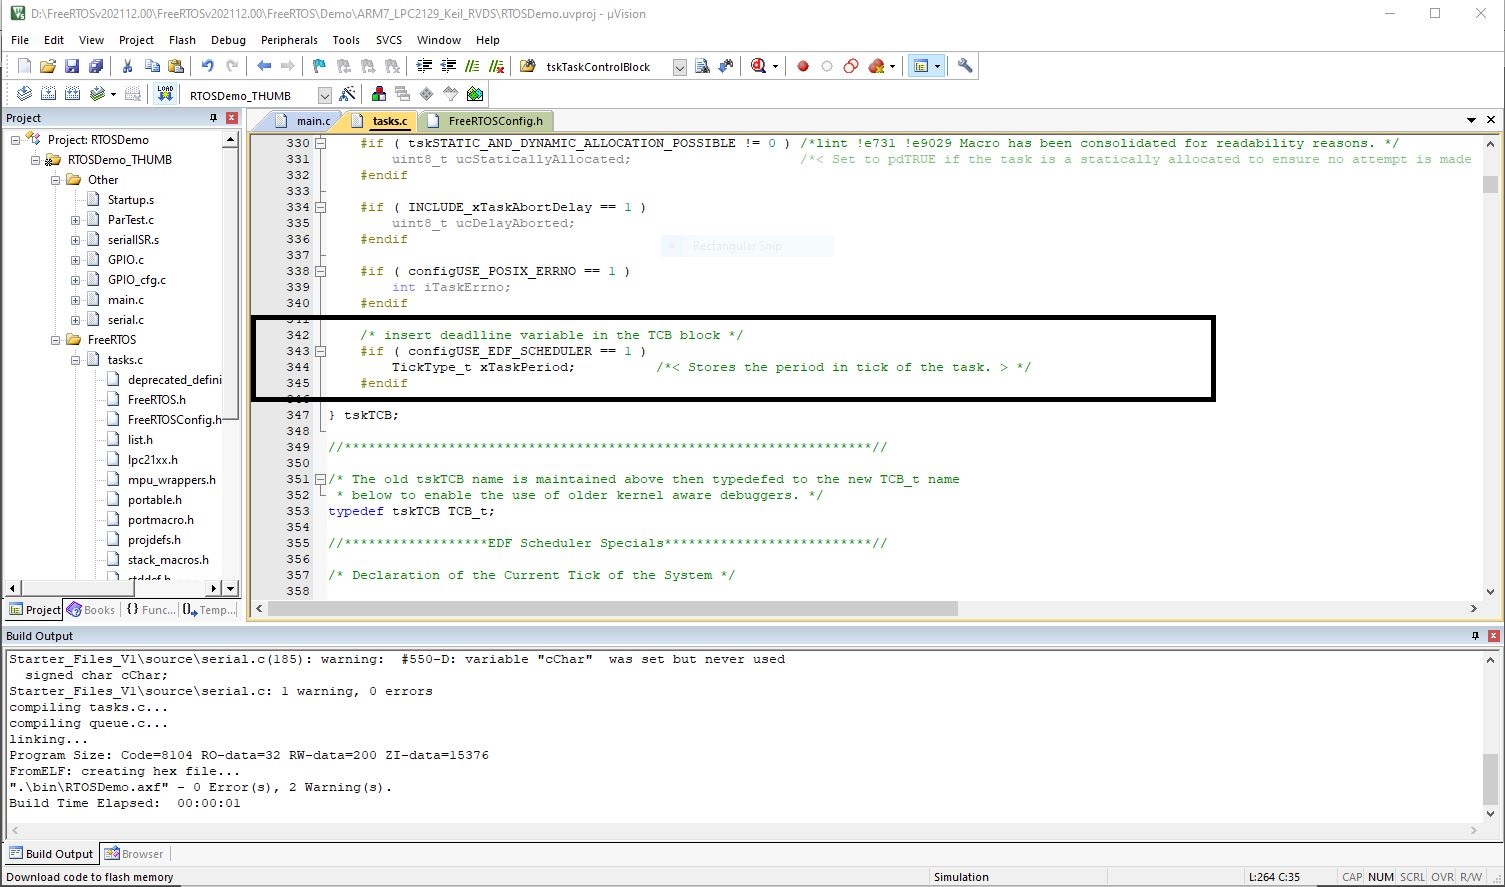 D:\FreeRTOSv202112.00\FreeRTOSv202112.00\FreeRTOS\Demo\ARM7_LPC2129_Keil_RVDS\RTOSDemo.uvproj - µVision
File Edit View Project Flash Debug Peripherals Tools SVCS Window Help
tskTaskControlBlock
LOAD RTOSDemo_THUMB
Project
Project: RTOSDemo
RTOSDemo_THUMB
Other
Startup.s
ParTest.c
serialISR.s
GPIO.c
GPIO_cfg.c
main.c
serial.c
FreeRTOS
tasks.c
deprecated_defini
FreeRTOS.h
FreeRTOSConfig.h
list.h
lpc21xx.h
mpu_wrappers.h
portable.h
portmacro.h
projdefs.h
stack_macros.h
stddef.h
Project Books {} Func... Temp...
main.c tasks.c FreeRTOSConfig.h
330 #if ( tskSTATIC_AND_DYNAMIC_ALLOCATION_POSSIBLE != 0 ) /*lint !e731 !e9029 Macro has been consolidated for readability reasons. */
331 uint8_t ucStaticallyAllocated; /*< Set to pdTRUE if the task is a statically allocated to ensure no attempt is made
332 #endif
333
334 #if ( INCLUDE_xTaskAbortDelay == 1 )
335 uint8_t ucDelayAborted;
336 #endif
Rectangular Snip
337
338 #if ( configUSE_POSIX_ERRNO == 1 )
339 int iTaskErrno;
340 #endif
341
342 /* insert deadlline variable in the TCB block */
343 #if ( configUSE_EDF_SCHEDULER == 1 )
344 TickType_t xTaskPeriod; /*< Stores the period in tick of the task. > */
345 #endif
346
347 } tskTCB;
348
349 //******************************************************************//
350
351 /* The old tskTCB name is maintained above then typedefed to the new TCB_t name
352 * below to enable the use of older kernel aware debuggers. */
353 typedef tskTCB TCB_t;
354
355 //******************EDF Scheduler Specials**************************//
356
357 /* Declaration of the Current Tick of the System */
358
Build Output
Starter_Files_V1\source\serial.c(185): warning: #550-D: variable "cChar" was set but never used
signed char cChar;
Starter_Files_V1\source\serial.c: 1 warning, 0 errors
compiling tasks.c...
compiling queue.c...
linking...
Program Size: Code=8104 RO-data=32 RW-data=200 ZI-data=15376
FromELF: creating hex file...
".\bin\RTOSDemo.axf" - 0 Error(s), 2 Warning(s).
Build Time Elapsed: 00:00:01
Build Output Browser
Download code to flash memory Simulation L:264 C:35 CAP NUM SCRL OVR R/W